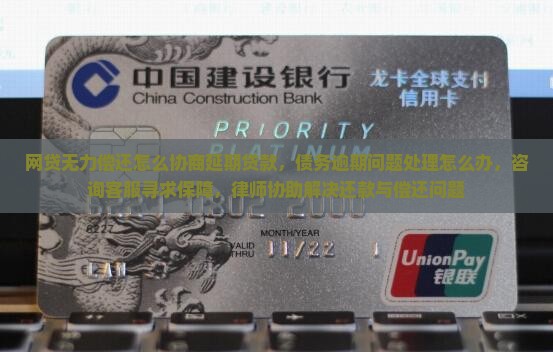 中国建设银行
China Construction Bank
龙卡全球支付
信用卡
PRIORITY
PLATINUM
网贷无力偿还怎么协商延期贷款，债务逾期问题处理怎么办，咨
询客服寻求保障，律师协助解决还款与偿还问题
6227
MONTH/YEAR
VALID
THRU
11/22
UnionPay
银联